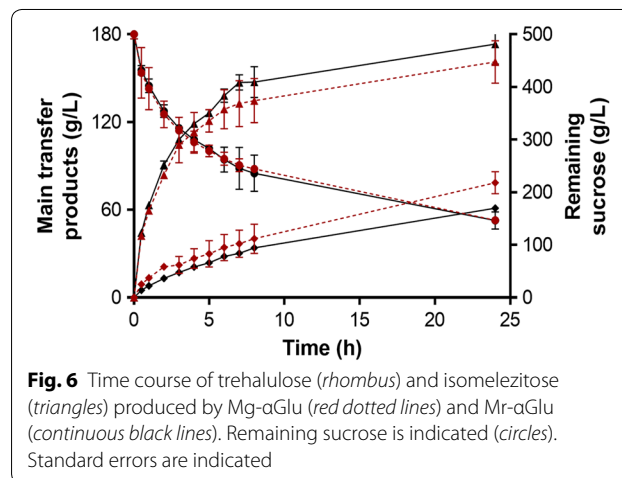 180
120
60
0
Main transfer
products (g/L)
500
400
300
200
100
0
Remaining
sucrose (g/L)
0 5 10 15 20 25
Time (h)
Fig. 6 Time course of trehalulose (rhombus) and isomelezitose
(triangles) produced by Mg-αGlu (red dotted lines) and Mr-αGlu
(continuous black lines). Remaining sucrose is indicated (circles).
Standard errors are indicated